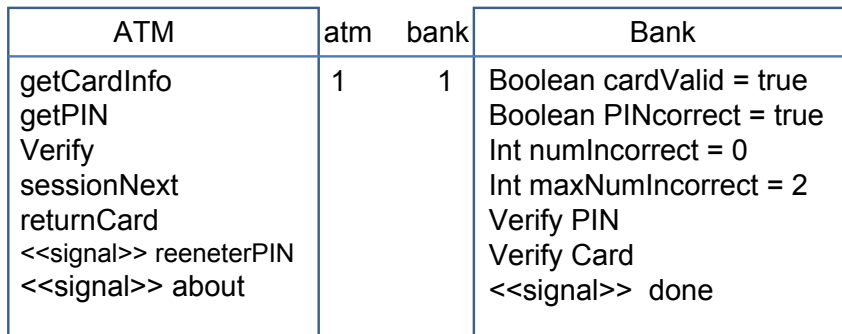 ATM
getCardInfo
getPIN
Verify
sessionNext
returnCard
<<signal>> reeneterPIN
<<signal>> about
atm bank
1 1
Bank
Boolean cardValid = true
Boolean PINcorrect = true
Int numIncorrect = 0
Int maxNumIncorrect = 2
Verify PIN
Verify Card
<<signal>> done